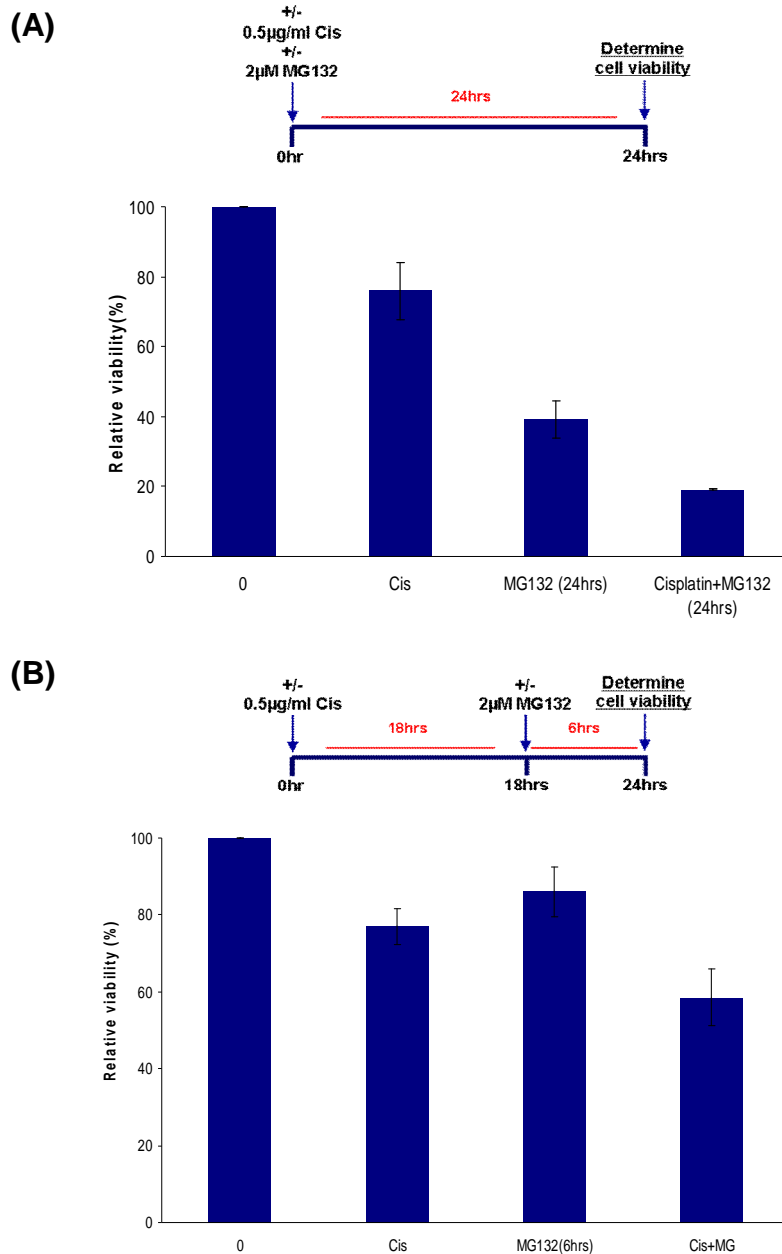 (A)
+/-
0.5µg/ml Cis
+/-
2µM MG132
Determine
cell viability
24hrs
0hr
24hrs
Relative viability(%)
100
80
60
40
20
0
0
Cis
MG132 (24hrs)
Cisplatin+MG132
(24hrs)
(B)
+/-
0.5µg/ml Cis
+/-
2µM MG132
Determine
cell viability
18hrs
6hrs
0hr
18hrs
24hrs
Relative viability (%)
100
80
60
40
20
0
0
Cis
MG132(6hrs)
Cis+MG